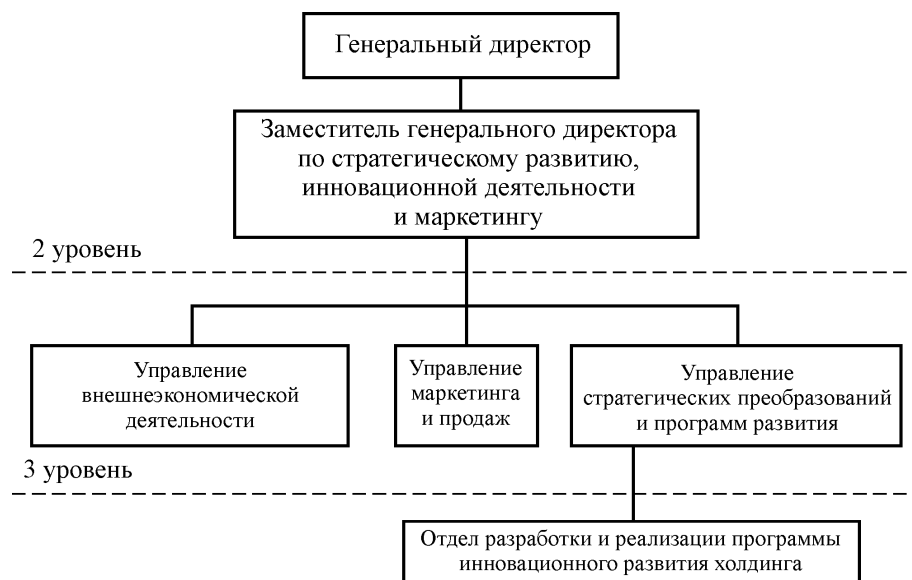 Генеральный директор
Заместитель генерального директора
по стратегическому развитию,
инновационной деятельности
и маркетингу
2 уровень
Управление
внешнеэкономической
деятельности
Управление
маркетинга
и продаж
Управление
стратегических преобразований
и программ развития
3 уровень
Отдел разработки и реализации программы
инновационного развития холдинга